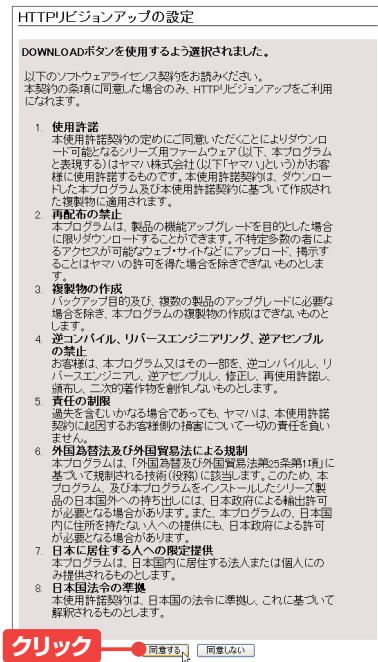 HTTPリビジョンアップの設定
DOWNLOADボタンを使用するよう選択されました。
以下のソフトウェアライセンス契約をお読みください。
本契約の条項に同意した場合のみ、HTTPリビジョンアップをご利用
になれます。
1. 使用許諾
本使用許諾契約の定めにご同意いただくことによりダウンロ
ード可能となるシリーズ用ファームウェア(以下、本プログラム
と表現する)はヤマハ株式会社(以下「ヤマハ」という)がお客
様に使用許諾するものです。本使用許諾契約は、ダウンロー
ドした本プログラム及び本使用許諾契約に基づいて作成され
た複製物に適用されます。
2. 再配布の禁止
本プログラムは、製品の機能アップグレードを目的とした場合
に限りダウンロードすることができます。不特定多数の者によ
るアクセスが可能なウェブ・サイトなどにアップロード、掲示す
ることはヤマハの許可を得た場合を除きできないものとしま
す。
3. 複製物の作成
バックアップ目的及び、複数の製品のアップグレードに必要な
場合を除き、本プログラムの複製物の作成はできないものと
します。
4. 逆コンパイル、リバースエンジニアリング、逆アセンブル
の禁止
お客様は、本プログラム又はその一部を、逆コンパイルし、リ
バースエンジニアし、逆アセンブルし、修正し、再使用許諾し、
頒布し、二次的著作物を創作しないものとします。
5. 責任の制限
過失を含むいかなる場合であっても、ヤマハは、本使用許諾
契約に起因するお客様側の損害について一切の責任を負い
ません。
6. 外国為替法及び外国貿易法による規制
本プログラムは、「外国為替及び外国貿易法第25条第1項」に
基づいて規制される技術(役務)に該当します。このため、本
プログラム、及び本プログラムをインストールしたシリーズ製
品の日本国外への持ち出しには、日本政府による輸出許可
が必要となる場合があります。また、本プログラムの、日本国
内に住所を持たない人への提供にも、日本政府による許可
が必要となる場合があります。
7. 日本に居住する人への限定提供
本プログラムは、日本国内に居住する法人または個人にの
み提供されるものとします。
8. 日本国法令の準拠
本使用許諾契約は、日本国の法令に準拠し、これに基づいて
解釈されるものとします。
クリック 同意する 同意しない